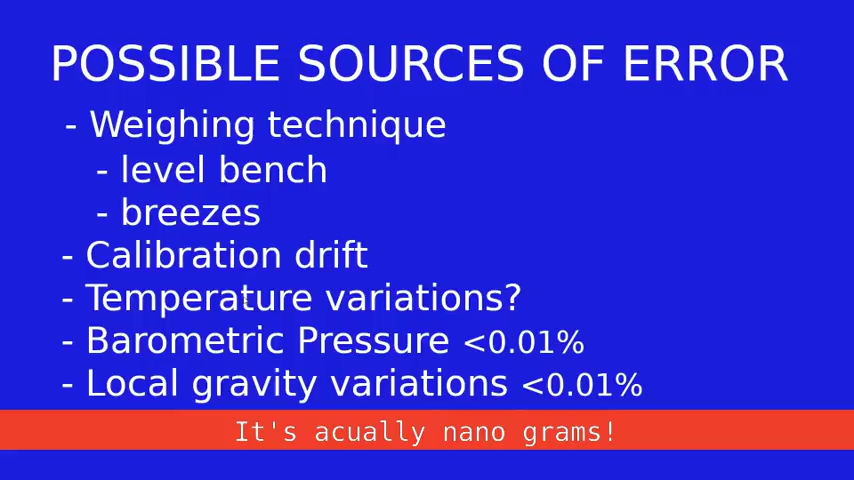 POSSIBLE SOURCES OF ERROR
- Weighing technique
- level bench
- breezes
- Calibration drift
- Temperature variations?
- Barometric Pressure <0.01%
- Local gravity variations <0.01%
It's acually nano grams!